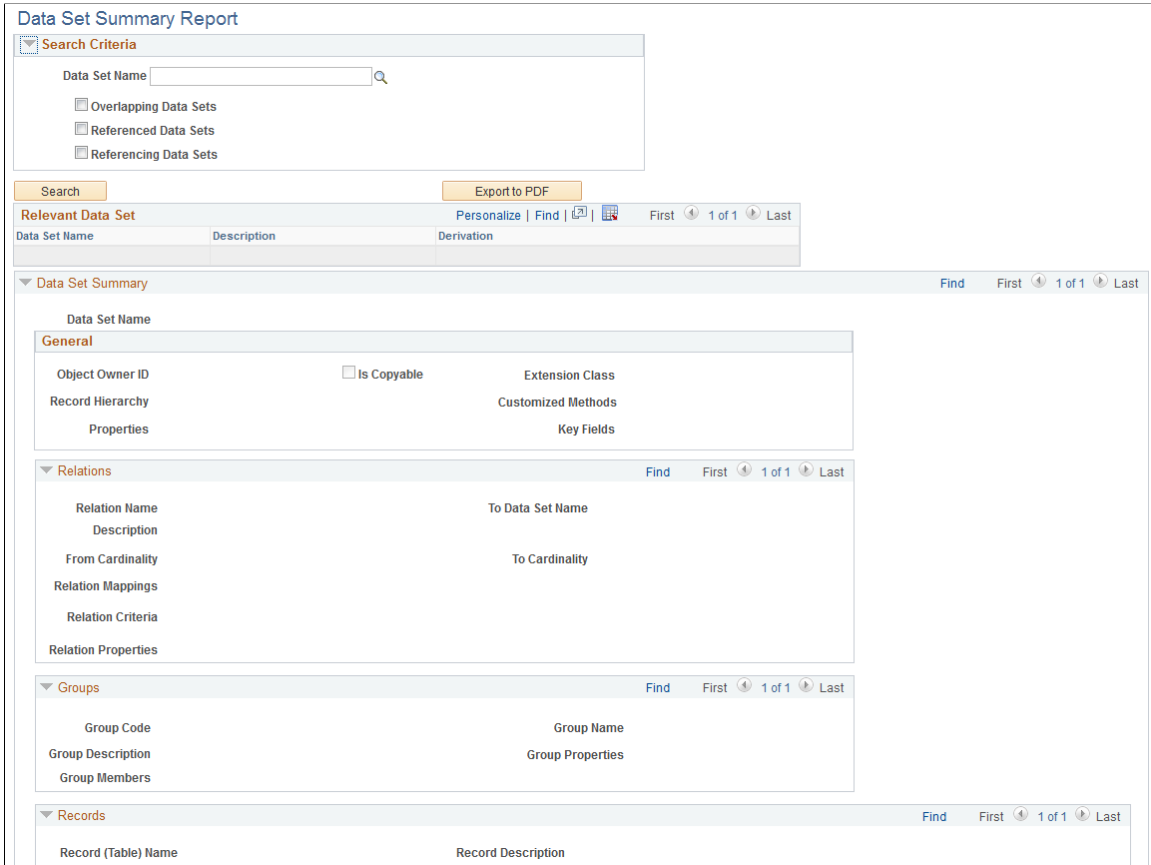 Data Set Summary Report
Search Criteria
Data Set Name
Overlapping Data Sets
Referenced Data Sets
Referencing Data Sets
Search Export to PDF
Relevant Data Set Personalize | Find | | First 1 of 1 Last
Data Set Name Description Derivation
Data Set Summary Find First 1 of 1 Last
Data Set Name
General
Object Owner ID Is Copyable Extension Class
Record Hierarchy Customized Methods
Properties Key Fields
Relations Find First 1 of 1 Last
Relation Name To Data Set Name
Description
From Cardinality To Cardinality
Relation Mappings
Relation Criteria
Relation Properties
Groups Find First 1 of 1 Last
Group Code Group Name
Group Description Group Properties
Group Members
Records Find First 1 of 1 Last
Record (Table) Name Record Description